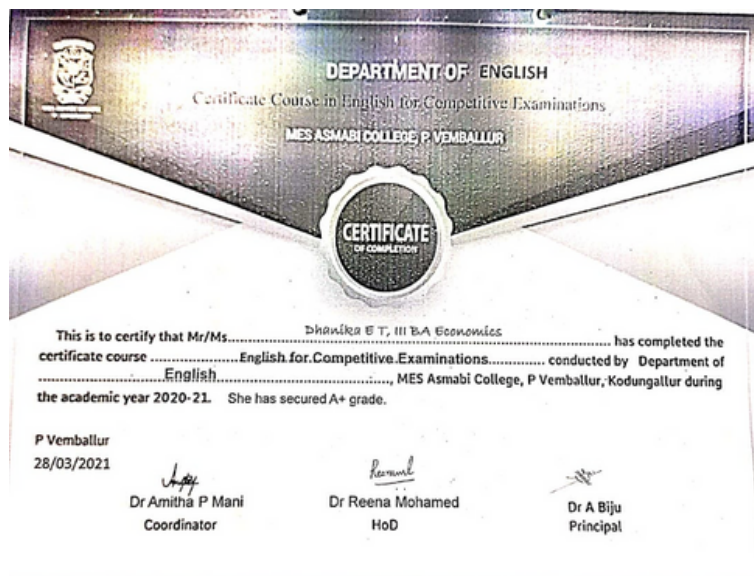 DEPARTMENT OF ENGLISH
Certificate Course in English for Competitive Examinations
MES ASMABI COLLEGE, P. VEMBALLUR
CERTIFICATE
OF COMPLETION
This is to certify that Mr/Ms.....Dhanika E T, III BA Economics..... has completed the
certificate course .....English for Competitive Examinations..... conducted by Department of
.....English....., MES Asmabi College, P Vemballur, Kodungallur during
the academic year 2020-21. She has secured A+ grade.
P Vemballur
28/03/2021
Dr Amitha P Mani
Coordinator
Dr Reena Mohamed
HoD
Dr A Biju
Principal